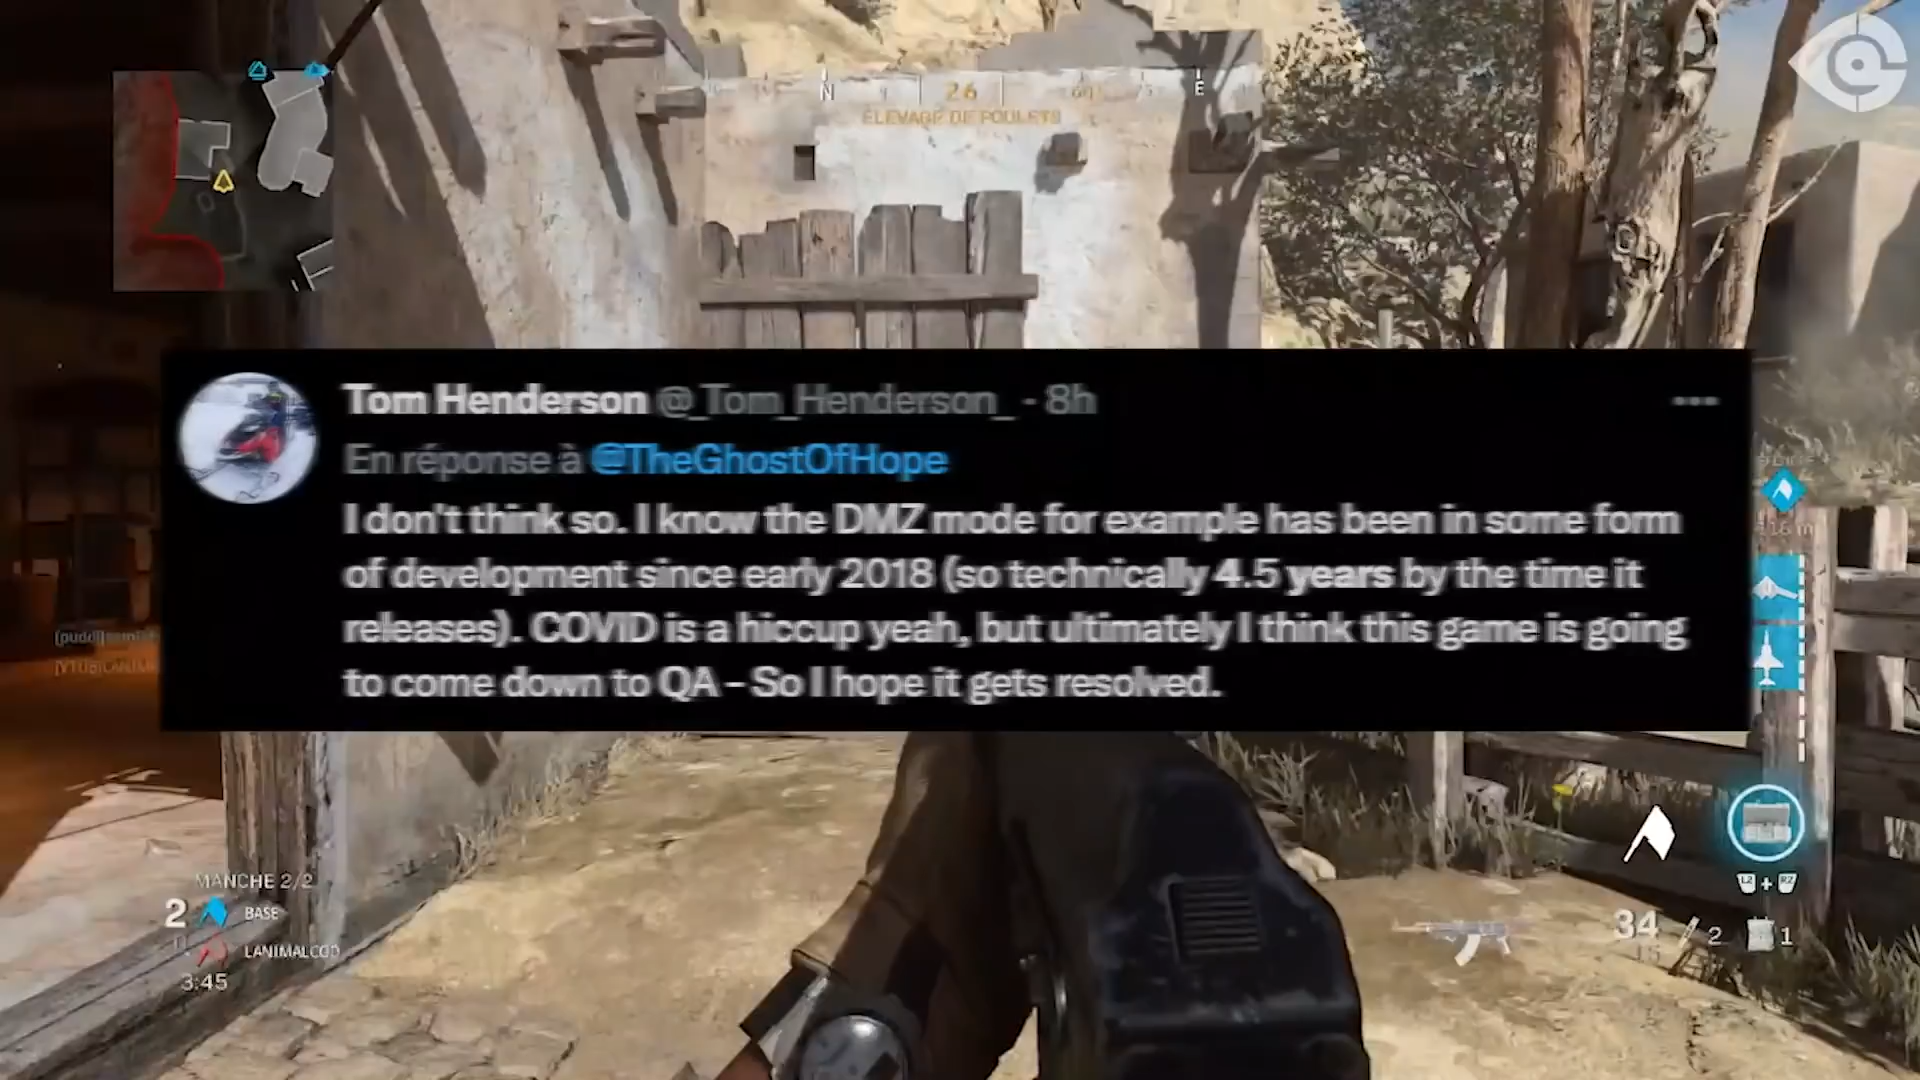 N
26
E
ELEVAGE DE POULETS
Tom Henderson @_Tom_Henderson_ · 8h
En réponse à @TheGhostOfHope
I don't think so. I know the DMZ mode for example has been in some form
of development since early 2018 (so technically 4.5 years by the time it
releases). COVID is a hiccup yeah, but ultimately I think this game is going
to come down to QA – So I hope it gets resolved.
MANCHE 2/2
2 BASE
0 LANIMALCOD
3:45
L2 + R2
34
2
1